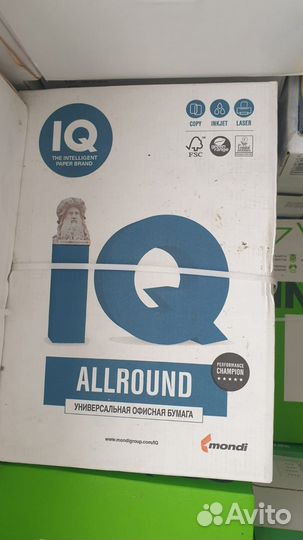 IQ
THE INTELLIGENT
PAPER BRAND
COPY INKJET LASER
FSC
IQ
PERFORMANCE
CHAMPION
ALLROUND
УНИВЕРСАЛЬНАЯ ОФИСНАЯ БУМАГА
www.mondigroup.com/IQ
mondi
Avito